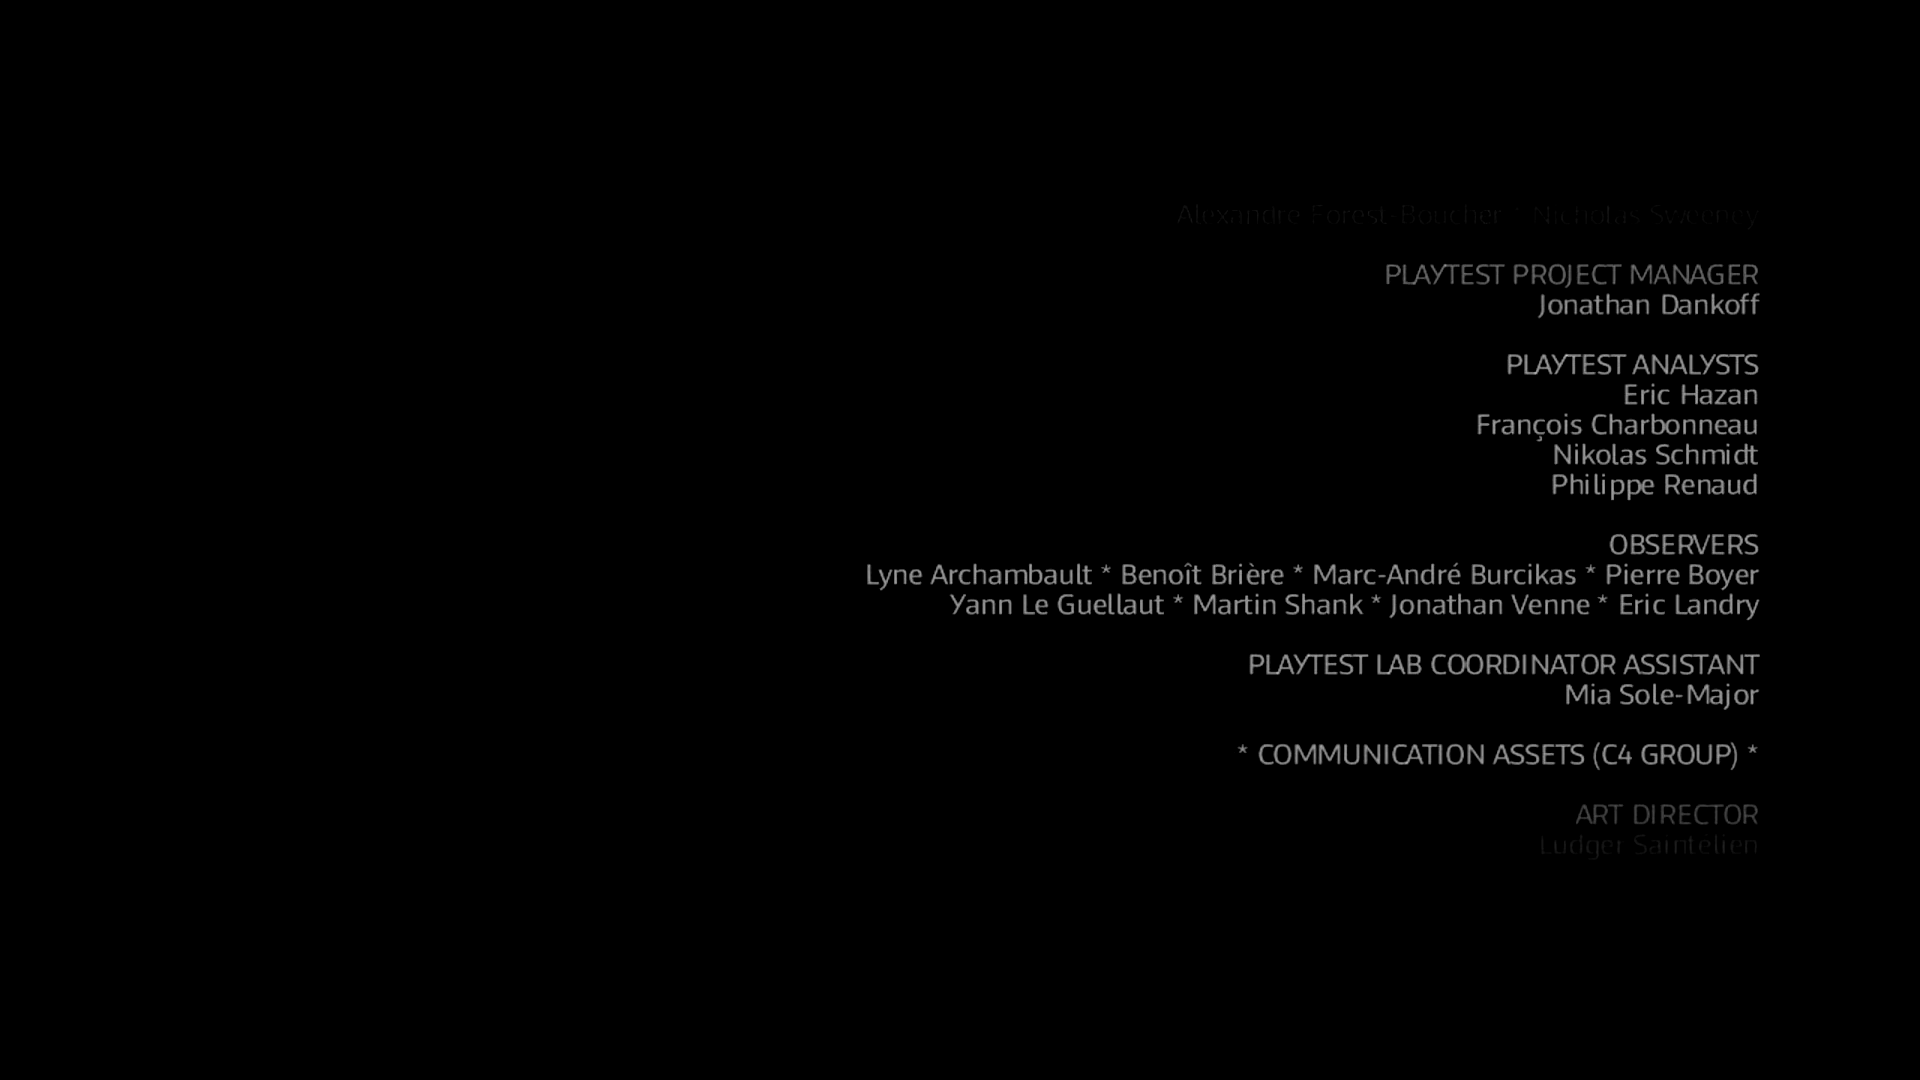 Alexandre Forest-Boucher * Nicholas Sweeney
PLAYTEST PROJECT MANAGER
Jonathan Dankoff
PLAYTEST ANALYSTS
Eric Hazan
François Charbonneau
Nikolas Schmidt
Philippe Renaud
OBSERVERS
Lyne Archambault * Benoît Brière * Marc-André Burcikas * Pierre Boyer
Yann Le Guellaut * Martin Shank * Jonathan Venne * Eric Landry
PLAYTEST LAB COORDINATOR ASSISTANT
Mia Sole-Major
* COMMUNICATION ASSETS (C4 GROUP) *
ART DIRECTOR
Ludger Saintelien